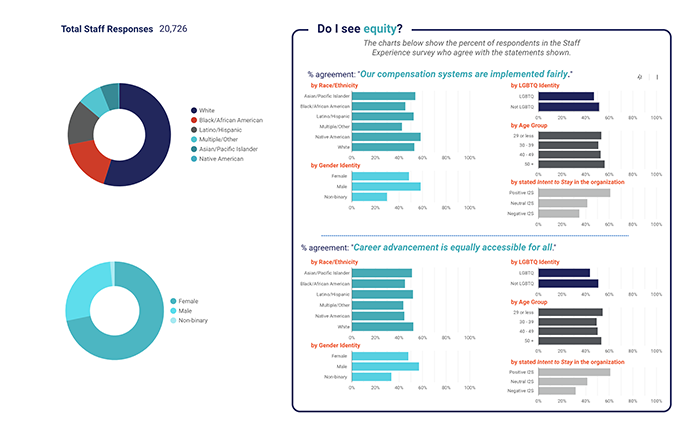 Total Staff Responses 20,726
White
Black/African American
Latino/Hispanic
Multiple/Other
Asian/Pacific Islander
Native American
Female
Male
Non-binary
Do I see equity?
The charts below show the percent of respondents in the Staff
Experience survey who agree with the statements shown.
% agreement: "Our compensation systems are implemented fairly."
by Race/Ethnicity
Asian/Pacific Islander
Black/African American
Latino/Hispanic
Multiple/Other
Native American
White
0% 20% 40% 60% 80% 100%
by Gender Identity
Female
Male
Non-binary
0% 20% 40% 60% 80% 100%
by LGBTQ Identity
LGBTQ
Not LGBTQ
0% 20% 40% 60% 80% 100%
by Age Group
29 or less
30 - 39
40 - 49
50 +
0% 20% 40% 60% 80% 100%
by stated Intent to Stay in the organization
Positive I2S
Neutral I2S
Negative I2S
0% 20% 40% 60% 80% 100%
% agreement: "Career advancement is equally accessible for all."
by Race/Ethnicity
Asian/Pacific Islander
Black/African American
Latino/Hispanic
Multiple/Other
Native American
White
0% 20% 40% 60% 80% 100%
by Gender Identity
Female
Male
Non-binary
0% 20% 40% 60% 80% 100%
by LGBTQ Identity
LGBTQ
Not LGBTQ
0% 20% 40% 60% 80% 100%
by Age Group
29 or less
30 - 39
40 - 49
50 +
0% 20% 40% 60% 80% 100%
by stated Intent to Stay in the organization
Positive I2S
Neutral I2S
Negative I2S
0% 20% 40% 60% 80% 100%